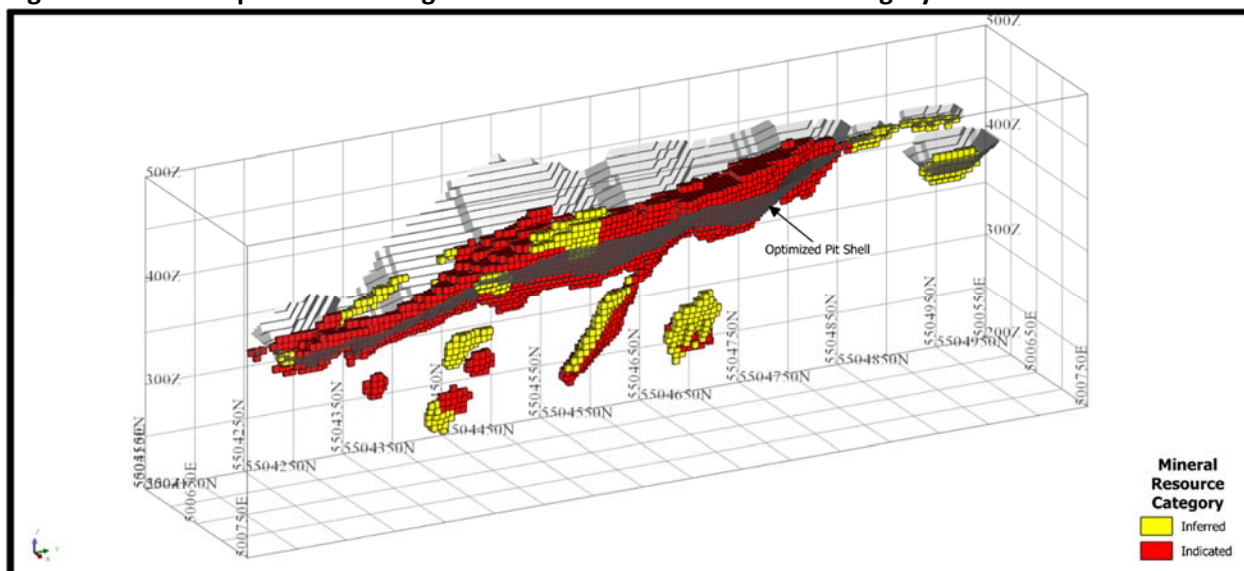 500Z
400Z
300Z
200Z
500Z
400Z
300Z
Optimized Pit Shell
5504250N
5504350N
5504550N
5504650N
5504750N
5504850N
5504950N
500550E
500650E
500750E
5504250N
5504350N
5504450N
5504550N
5504650N
5504750N
5504850N
5504950N
500650E
500750E
Mineral
Resource
Category
Inferred
Indicated